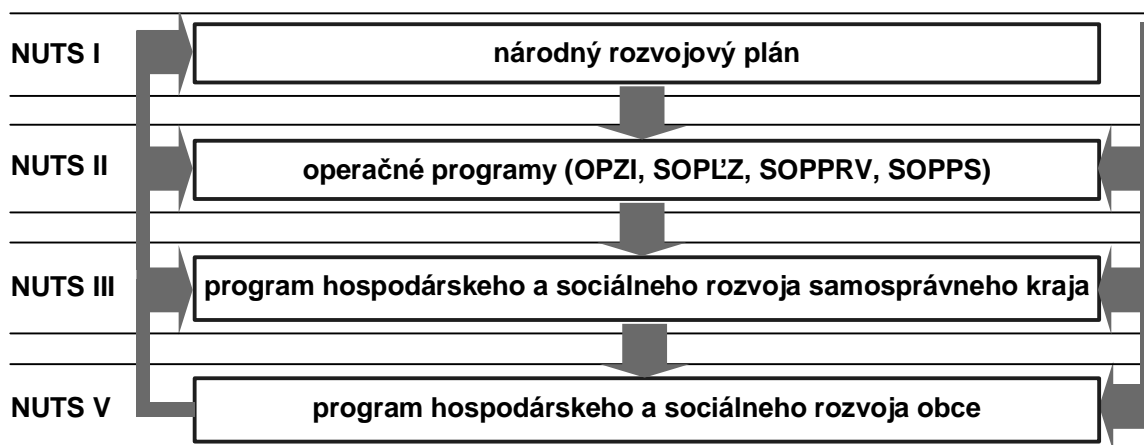 NUTS I
národný rozvojový plán
NUTS II
operačné programy (OPZI, SOPĽZ, SOPPRV, SOPPS)
NUTS III
program hospodárskeho a sociálneho rozvoja samosprávneho kraja
NUTS V
program hospodárskeho a sociálneho rozvoja obce